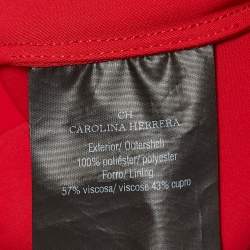 CH
CAROLINA HERRERA
Exterior/ Outershell
100% poliéster/ polyester
Forro/ Lining
57% viscosa/ viscose 43% cupro